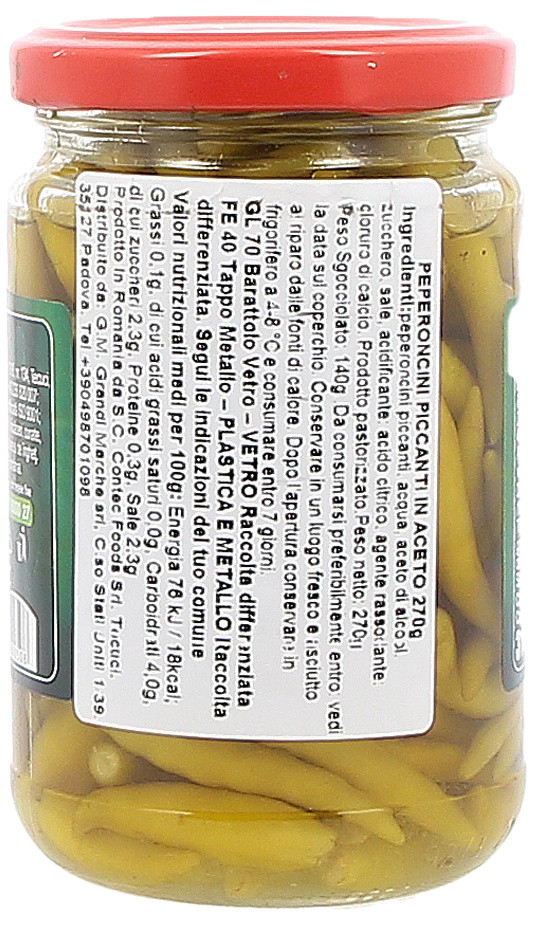 PEPERONCINI PICCANTI IN ACETO 270g
Ingredienti:peperoncini piccanti, acqua, aceto di alcool,
zucchero, sale, acidificante: acido citrico, agente rassodante:
cloruro di calcio. Prodotto pastorizzato Peso netto: 270g
Peso Sgocciolato: 140g Da consumarsi preferibilmente entro: vedi
la data sul coperchio. Conservare in un luogo fresco e asciutto
al riparo dalle fonti di calore. Dopo l'apertura conservare in
frigorifero a 4-8 °C e consumare entro 7 giorni.
GL 70 Barattolo Vetro – VETRO Raccolta differenziata
FE 40 Tappo Metallo – PLASTICA E METALLO Raccolta
differenziata. Segui le indicazioni del tuo comune
Valori nutrizionali medi per 100g: Energia 76 kJ / 18kcal;
Grassi 0.1g, di cui acidi grassi saturi 0,0g, Carboidrati 4,0g,
di cui zuccheri 2,3g, Proteine 0,3g, Sale 2,3g
Prodotto in Romania da S.C. Contec Foods Srl, Tecuci.
Distribuito da: G.M. Grandi Marche srl, C.so Stati Uniti 1/39,
35127 Padova, Tel +390498701098